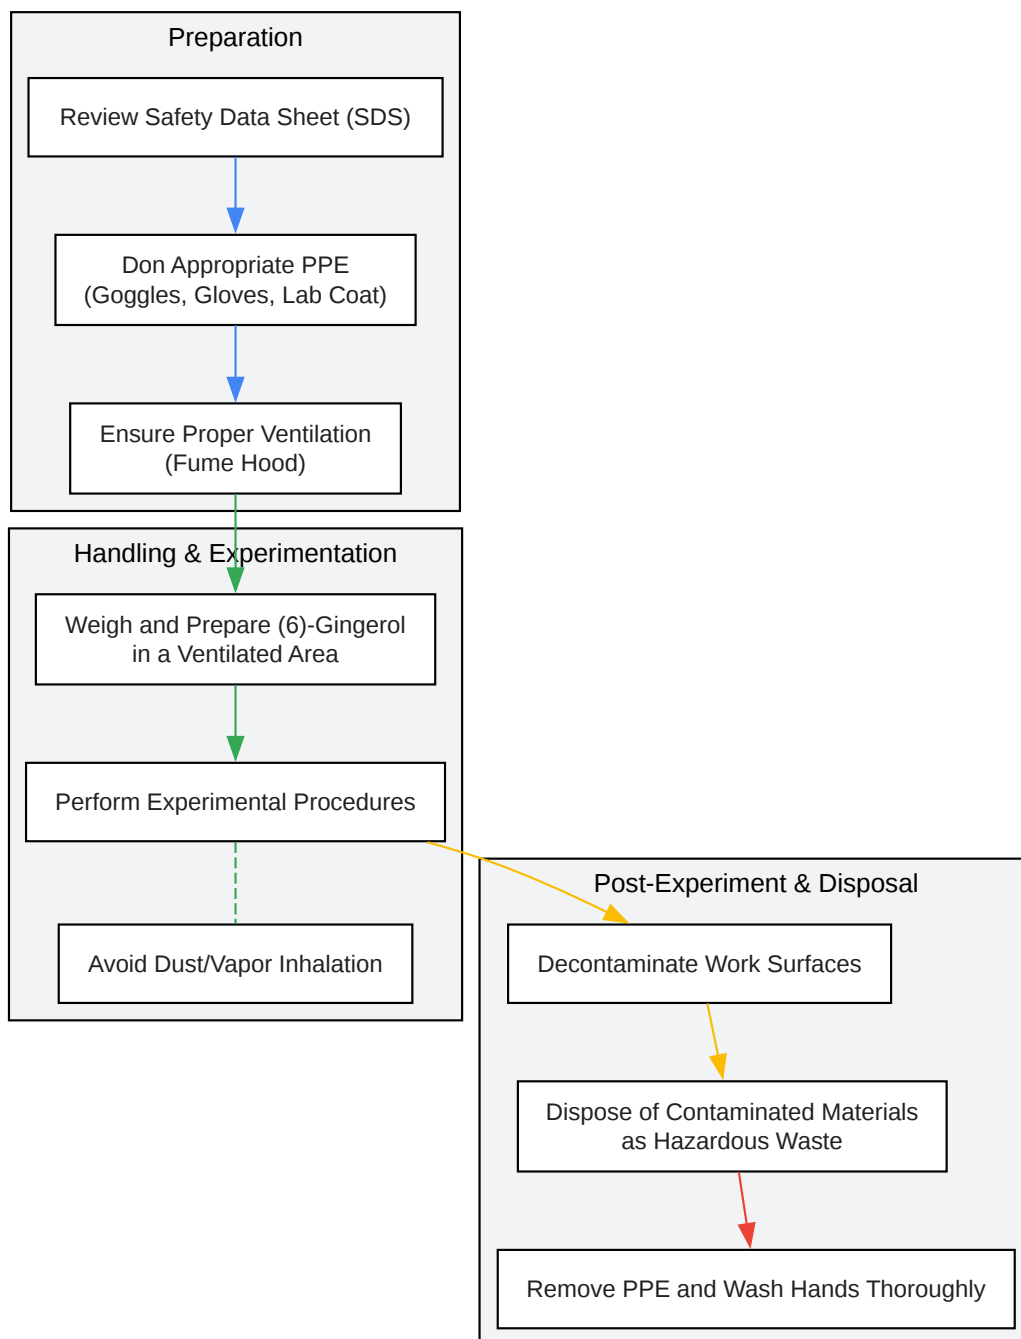 Preparation
Review Safety Data Sheet (SDS)
Don Appropriate PPE
(Goggles, Gloves, Lab Coat)
Ensure Proper Ventilation
(Fume Hood)
Handling & Experimentation
Weigh and Prepare (6)-Gingerol
in a Ventilated Area
Perform Experimental Procedures
Avoid Dust/Vapor Inhalation
Post-Experiment & Disposal
Decontaminate Work Surfaces
Dispose of Contaminated Materials
as Hazardous Waste
Remove PPE and Wash Hands Thoroughly